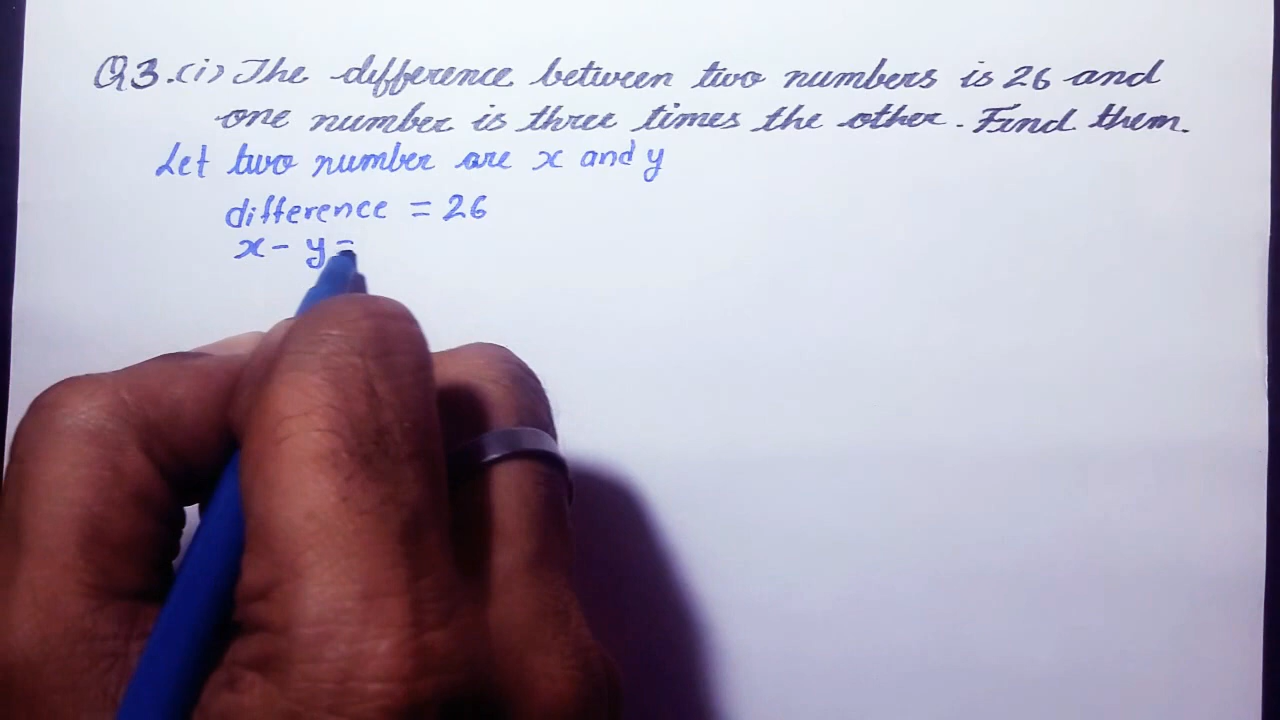 Q3.(i) The difference between two numbers is 26 and
one number is three times the other. Find them.
Let two number are x and y
difference = 26
x - y =